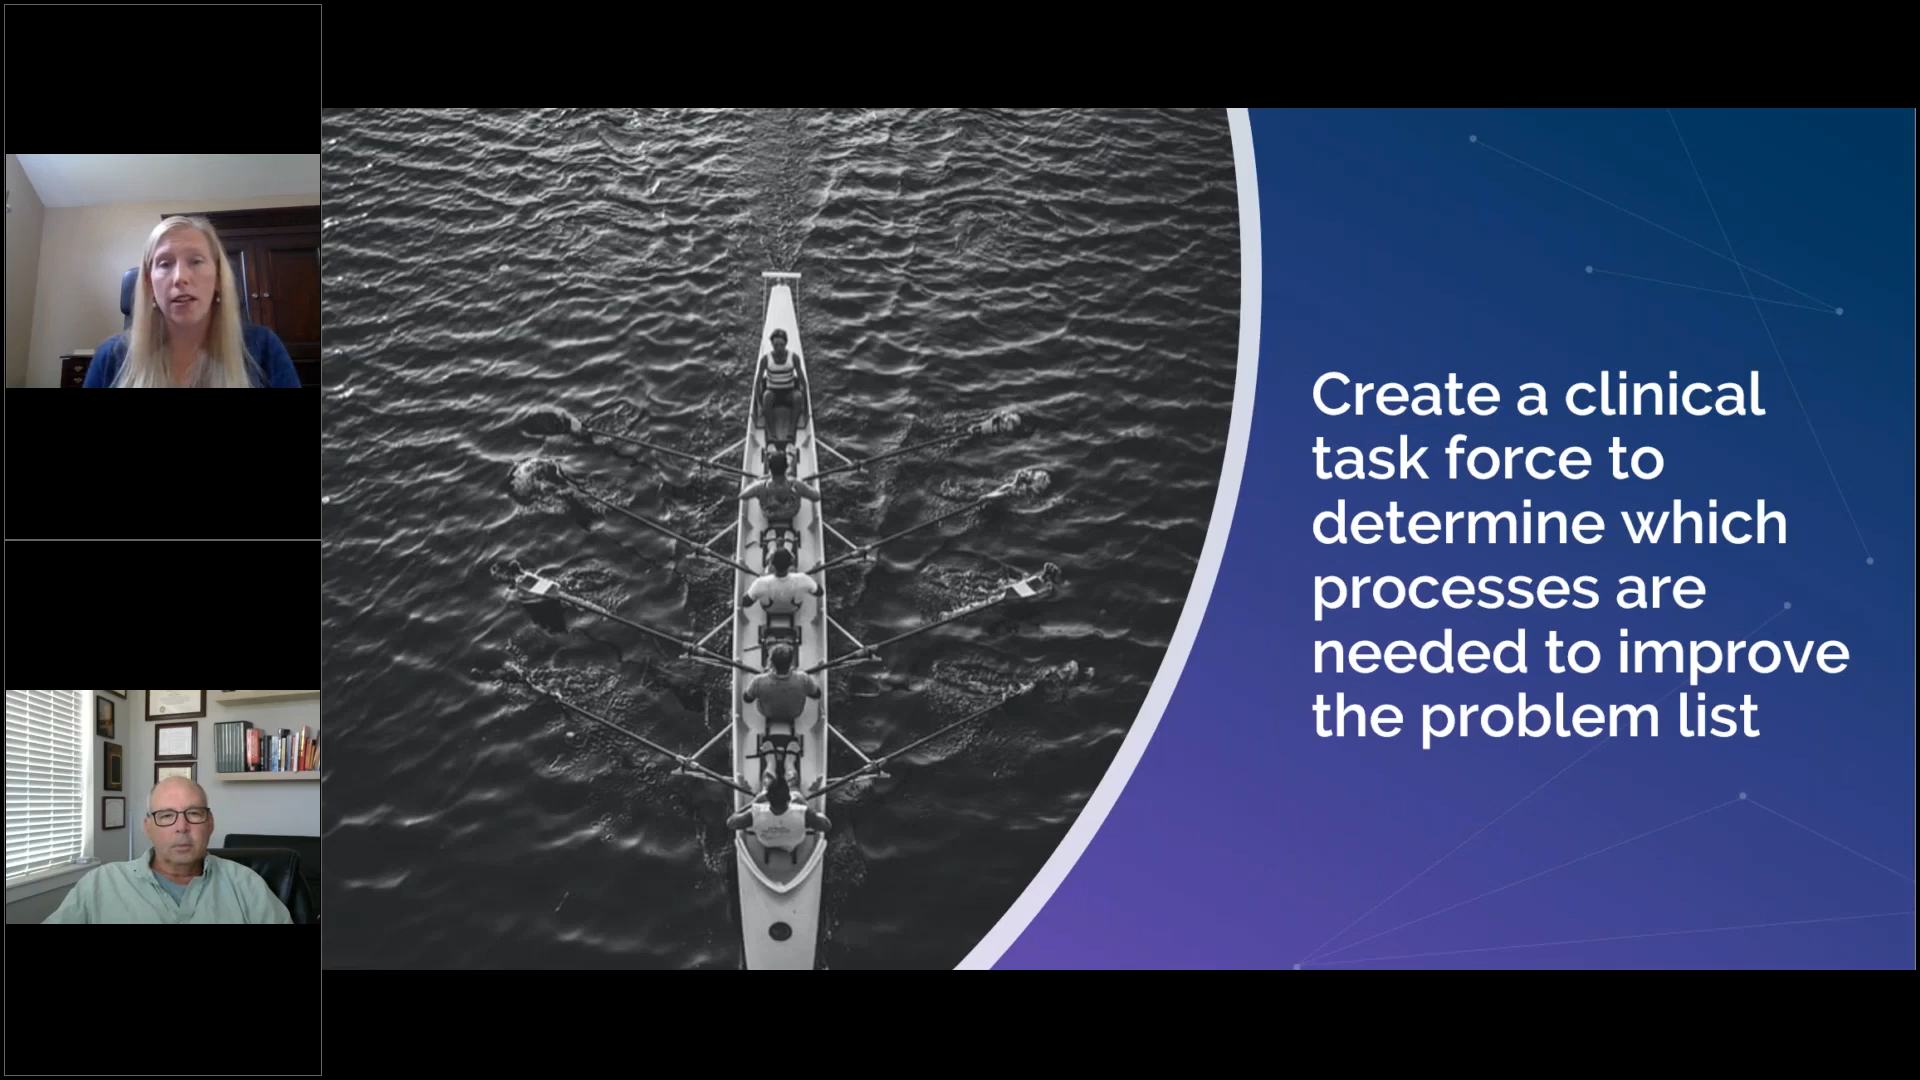 Create a clinical
task force to
determine which
processes are
needed to improve
the problem list